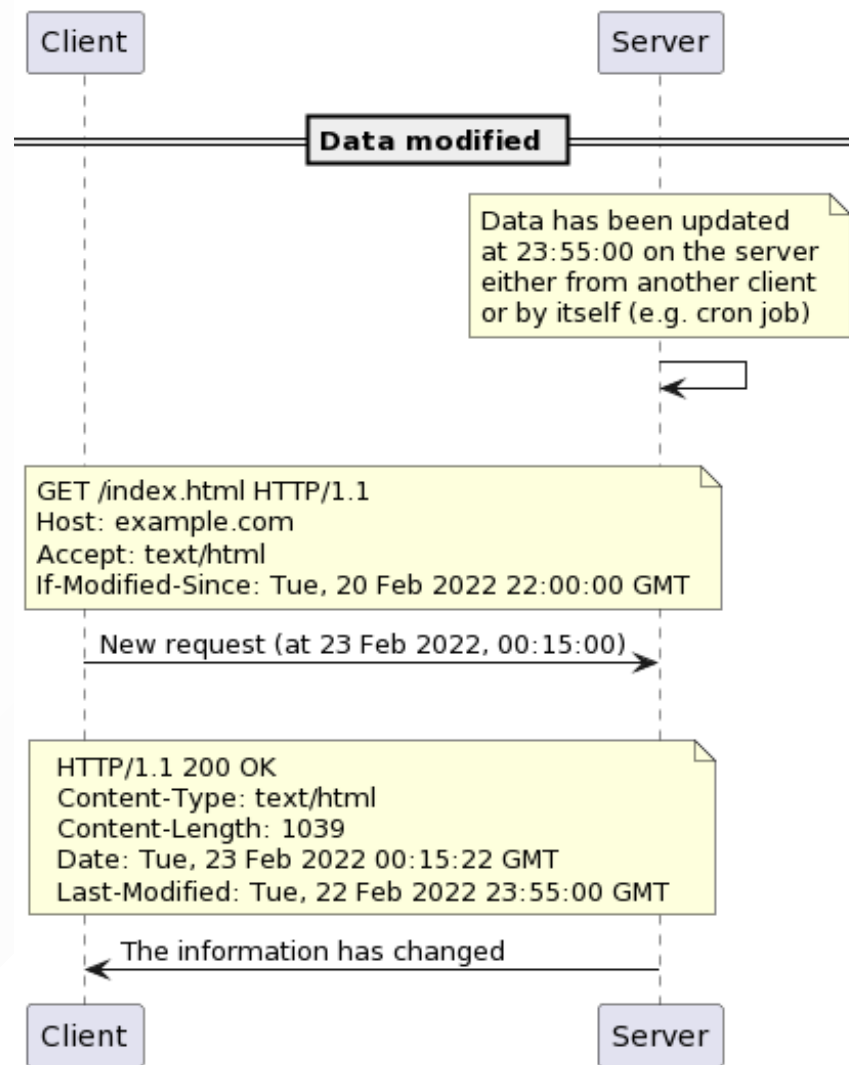 Client
Server
Data modified
Data has been updated
at 23:55:00 on the server
either from another client
or by itself (e.g. cron job)
GET /index.html HTTP/1.1
Host: example.com
Accept: text/html
If-Modified-Since: Tue, 20 Feb 2022 22:00:00 GMT
New request (at 23 Feb 2022, 00:15:00)
HTTP/1.1 200 OK
Content-Type: text/html
Content-Length: 1039
Date: Tue, 23 Feb 2022 00:15:22 GMT
Last-Modified: Tue, 22 Feb 2022 23:55:00 GMT
The information has changed
Client
Server